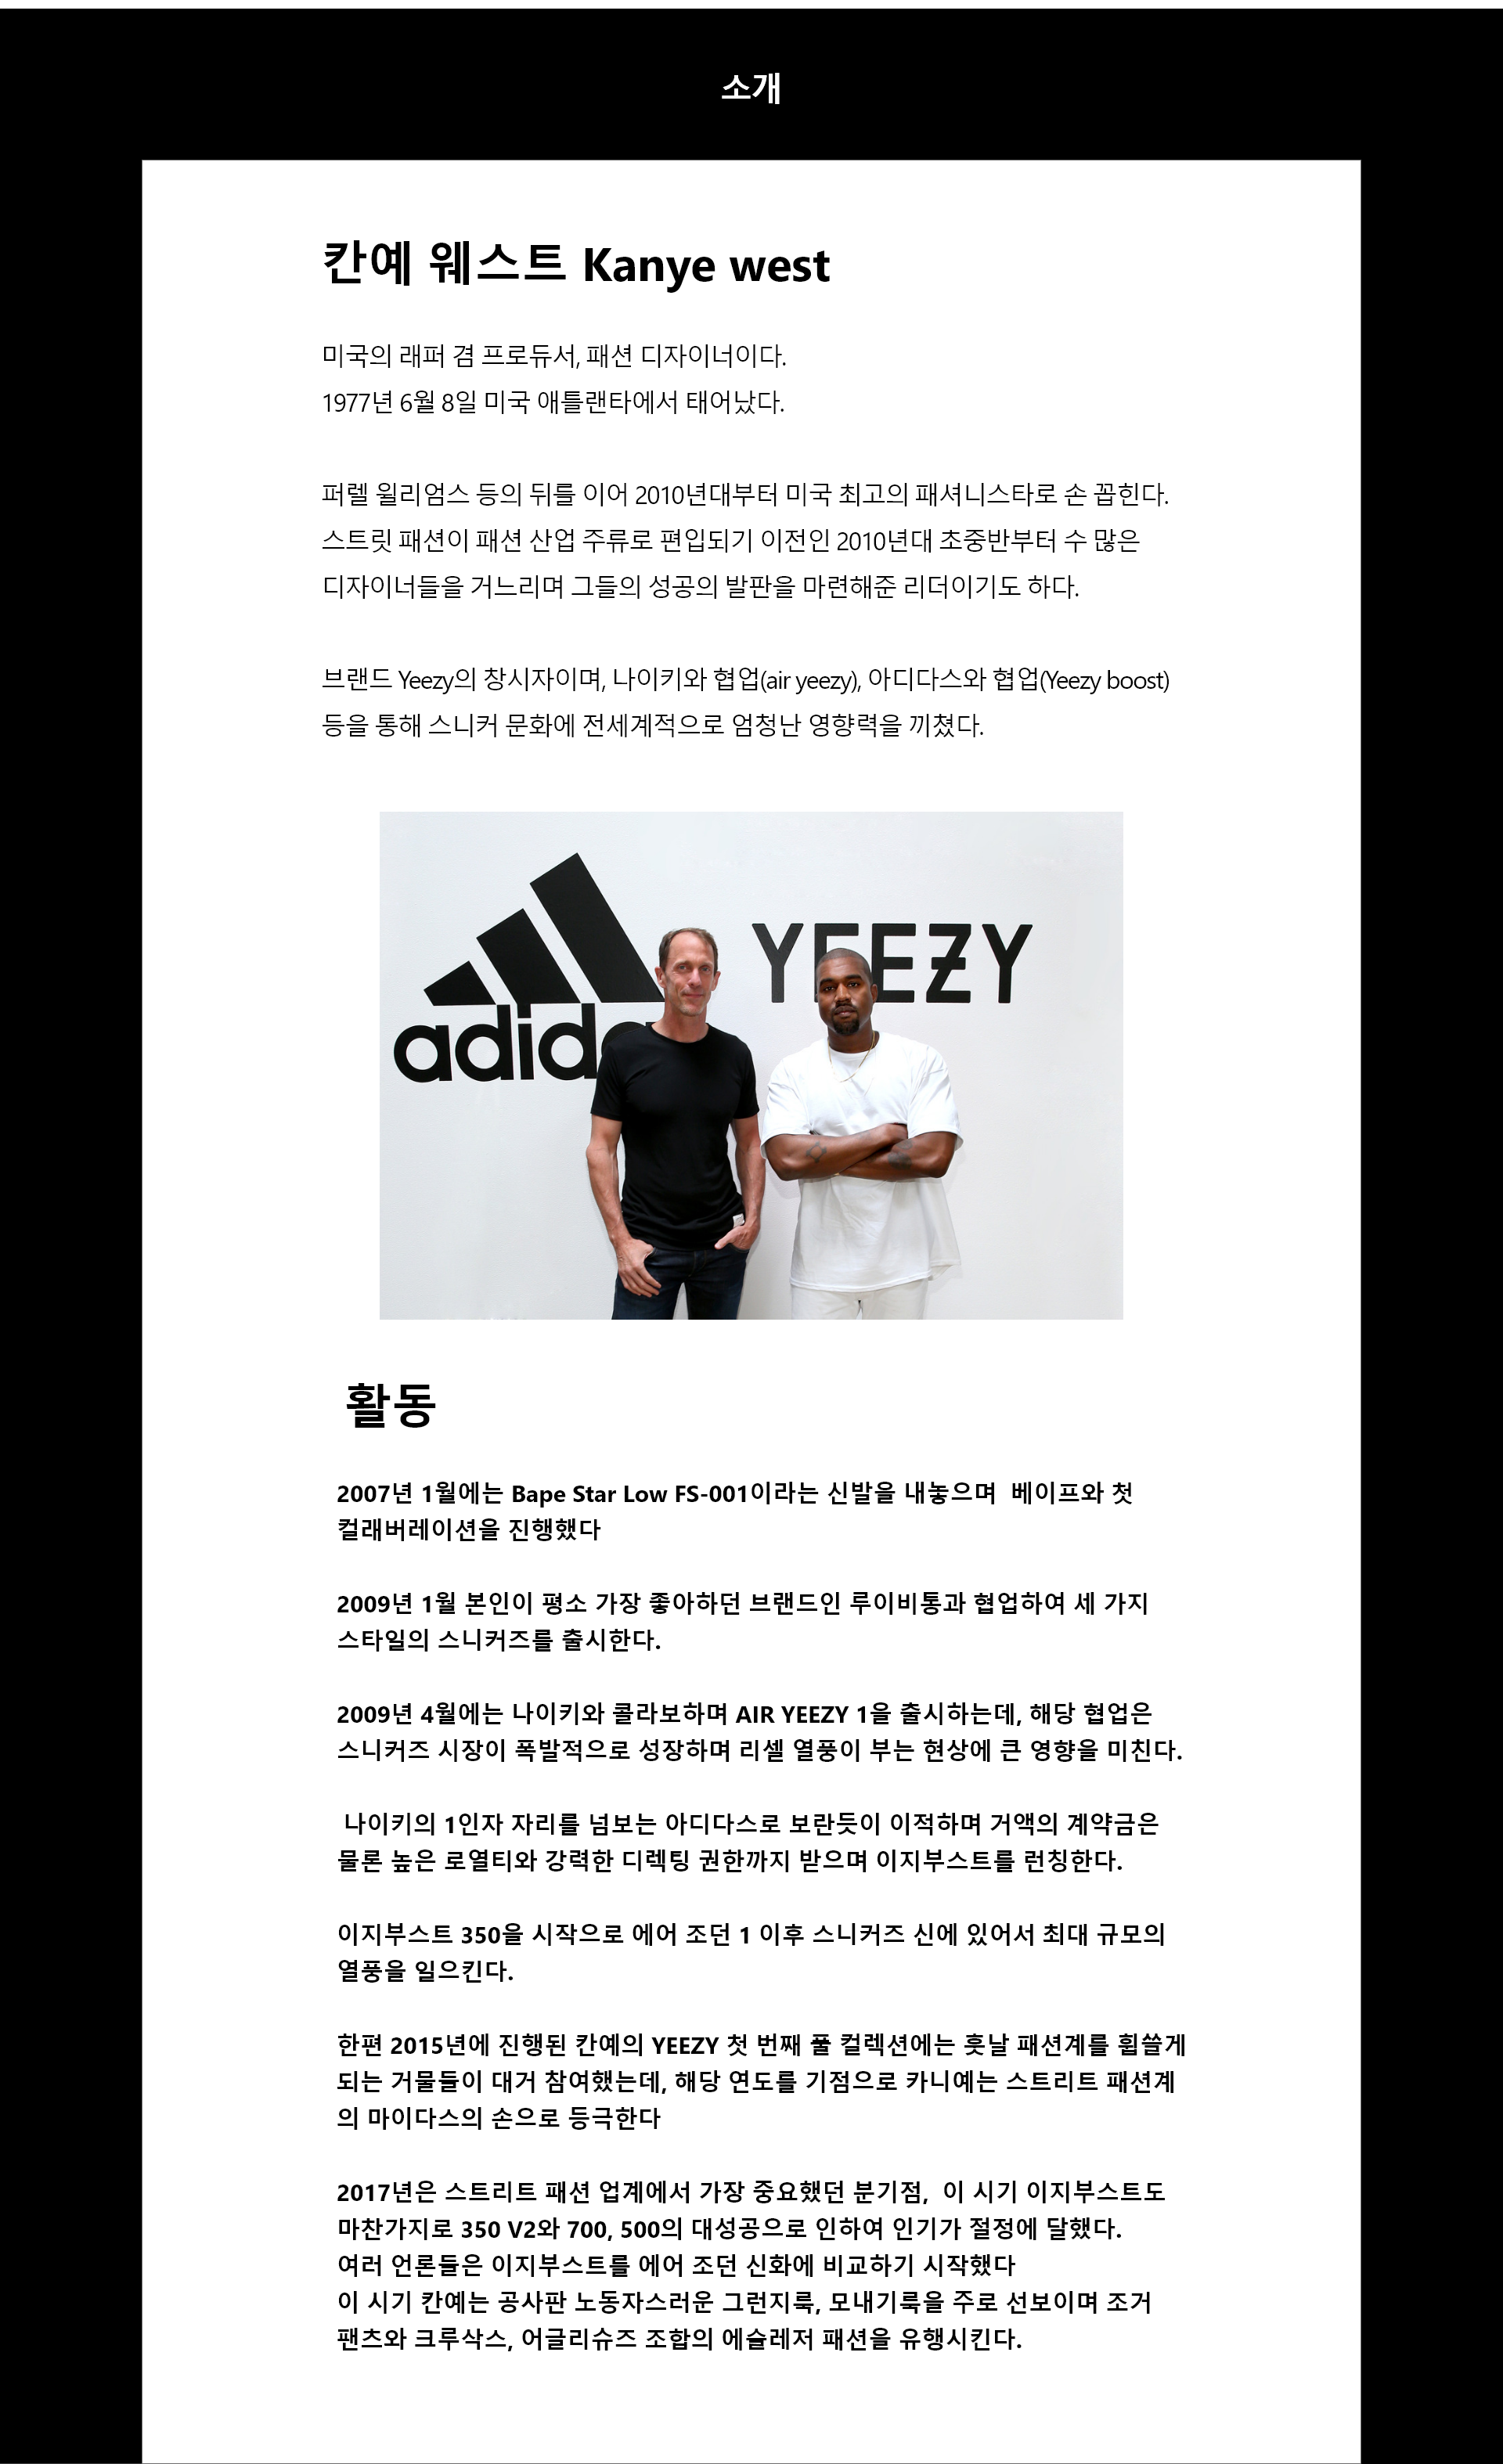 소개
칸예 웨스트 Kanye west
미국의 래퍼 겸 프로듀서, 패션 디자이너이다.
1977년 6월 8일 미국 애틀랜타에서 태어났다.
퍼렐 윌리엄스 등의 뒤를 이어 2010년대부터 미국 최고의 패셔니스타로 손 꼽힌다.
스트릿 패션이 패션 산업 주류로 편입되기 이전인 2010년대 초중반부터 수 많은
디자이너들을 거느리며 그들의 성공의 발판을 마련해준 리더이기도 하다.
브랜드 Yeezy의 창시자이며, 나이키와 협업(air yeezy), 아디다스와 협업(Yeezy boost)
등을 통해 스니커 문화에 전세계적으로 엄청난 영향력을 끼쳤다.
YEEZY
adidas
활동
2007년 1월에는 Bape Star Low FS-001이라는 신발을 내놓으며  베이프와 첫
컬래버레이션을 진행했다
2009년 1월 본인이 평소 가장 좋아하던 브랜드인 루이비통과 협업하여 세 가지
스타일의 스니커즈를 출시한다.
2009년 4월에는 나이키와 콜라보하며 AIR YEEZY 1을 출시하는데, 해당 협업은
스니커즈 시장이 폭발적으로 성장하며 리셀 열풍이 부는 현상에 큰 영향을 미친다.
나이키의 1인자 자리를 넘보는 아디다스로 보란듯이 이적하며 거액의 계약금은
물론 높은 로열티와 강력한 디렉팅 권한까지 받으며 이지부스트를 런칭한다.
이지부스트 350을 시작으로 에어 조던 1 이후 스니커즈 신에 있어서 최대 규모의
열풍을 일으킨다.
한편 2015년에 진행된 칸예의 YEEZY 첫 번째 풀 컬렉션에는 훗날 패션계를 휩쓸게
되는 거물들이 대거 참여했는데, 해당 연도를 기점으로 카니예는 스트리트 패션계
의 마이다스의 손으로 등극한다
2017년은 스트리트 패션 업계에서 가장 중요했던 분기점,  이 시기 이지부스트도
마찬가지로 350 V2와 700, 500의 대성공으로 인하여 인기가 절정에 달했다.
여러 언론들은 이지부스트를 에어 조던 신화에 비교하기 시작했다
이 시기 칸예는 공사판 노동자스러운 그런지룩, 모내기룩을 주로 선보이며 조거
팬츠와 크루삭스, 어글리슈즈 조합의 에슬레저 패션을 유행시킨다.